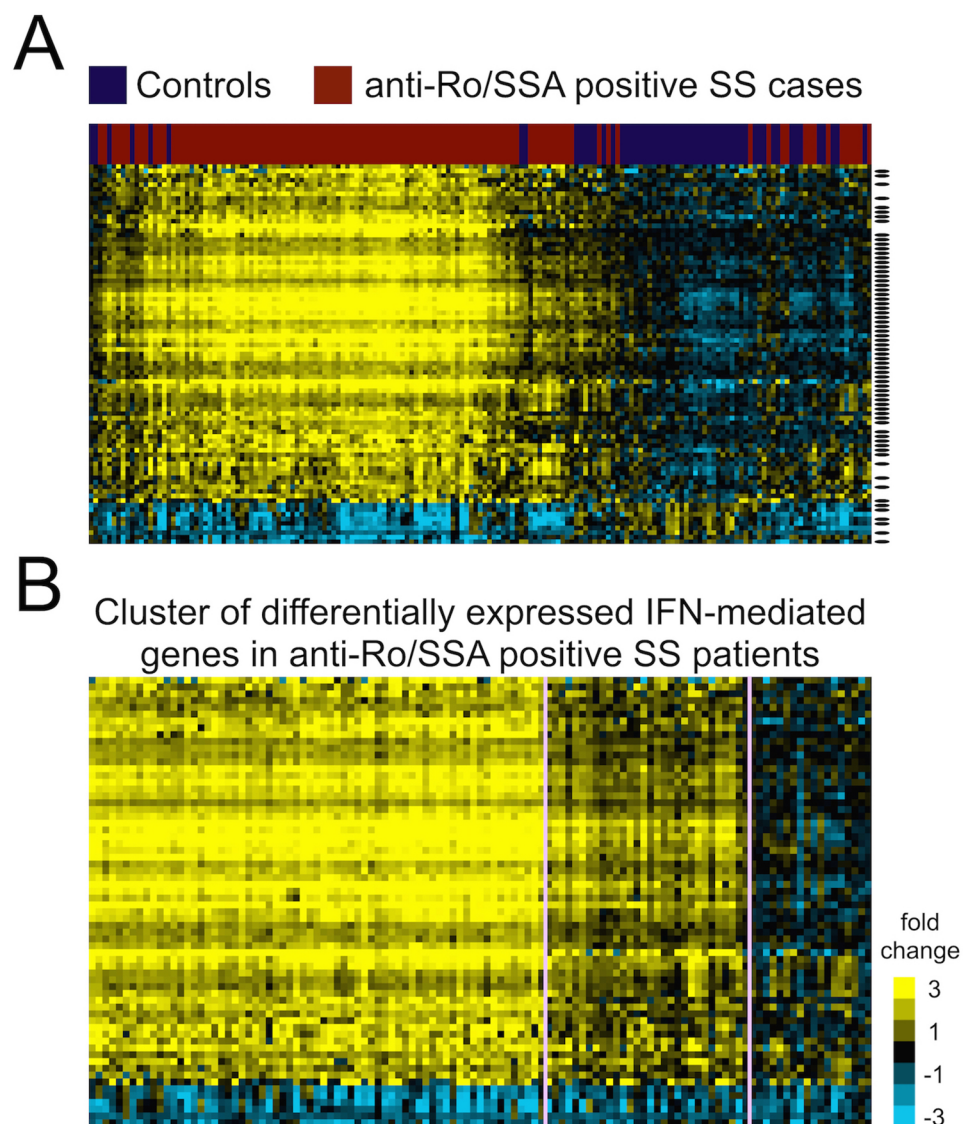 A
Controls
anti-Ro/SSA positive SS cases
B
Cluster of differentially expressed IFN-mediated
genes in anti-Ro/SSA positive SS patients
fold
change
3
1
-1
-3